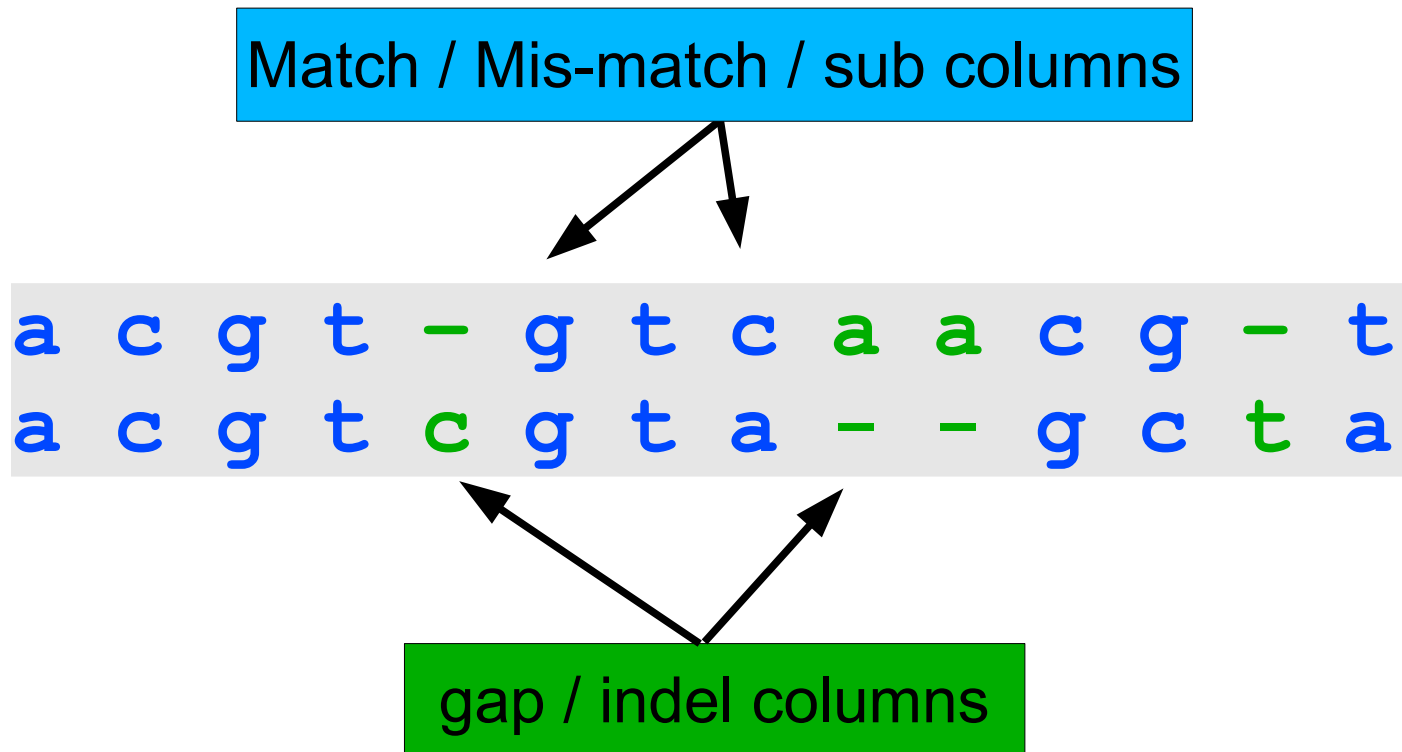 Match / Mis-match / sub columns
a c g t - g t c a a c g - t
a c g t c g t a - - g c t a
gap / indel columns